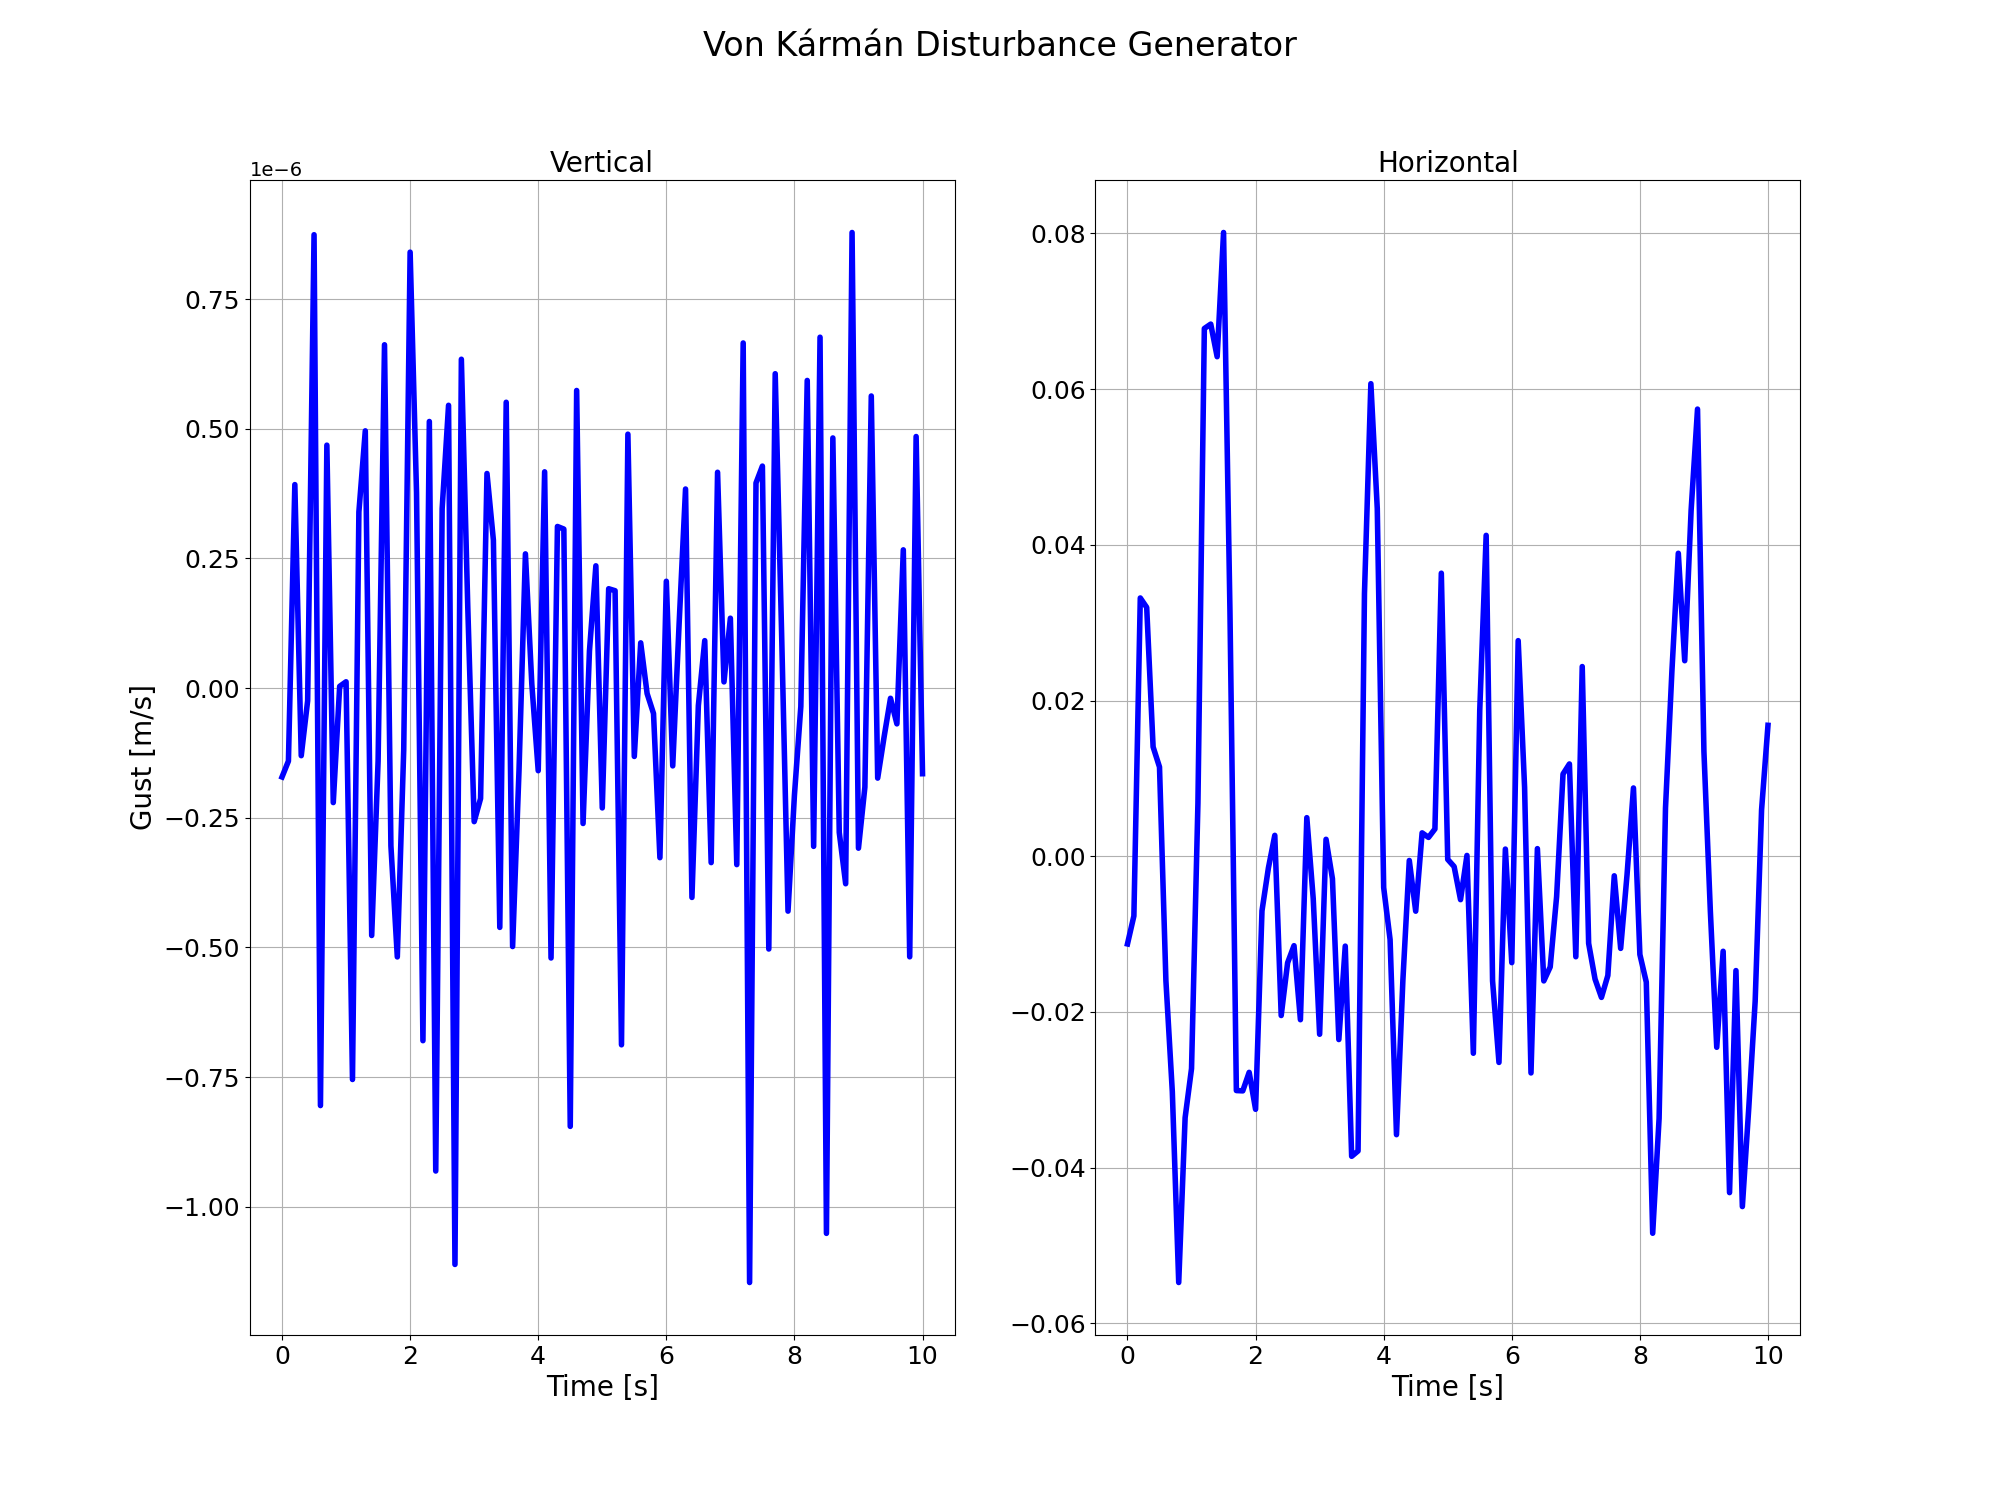 Von Kármán Disturbance Generator
Vertical
1e−6
0.75
0.50
0.25
0.00
−0.25
−0.50
−0.75
−1.00
Gust [m/s]
0 2 4 6 8 10
Time [s]
Horizontal
0.08
0.06
0.04
0.02
0.00
−0.02
−0.04
−0.06
0 2 4 6 8 10
Time [s]